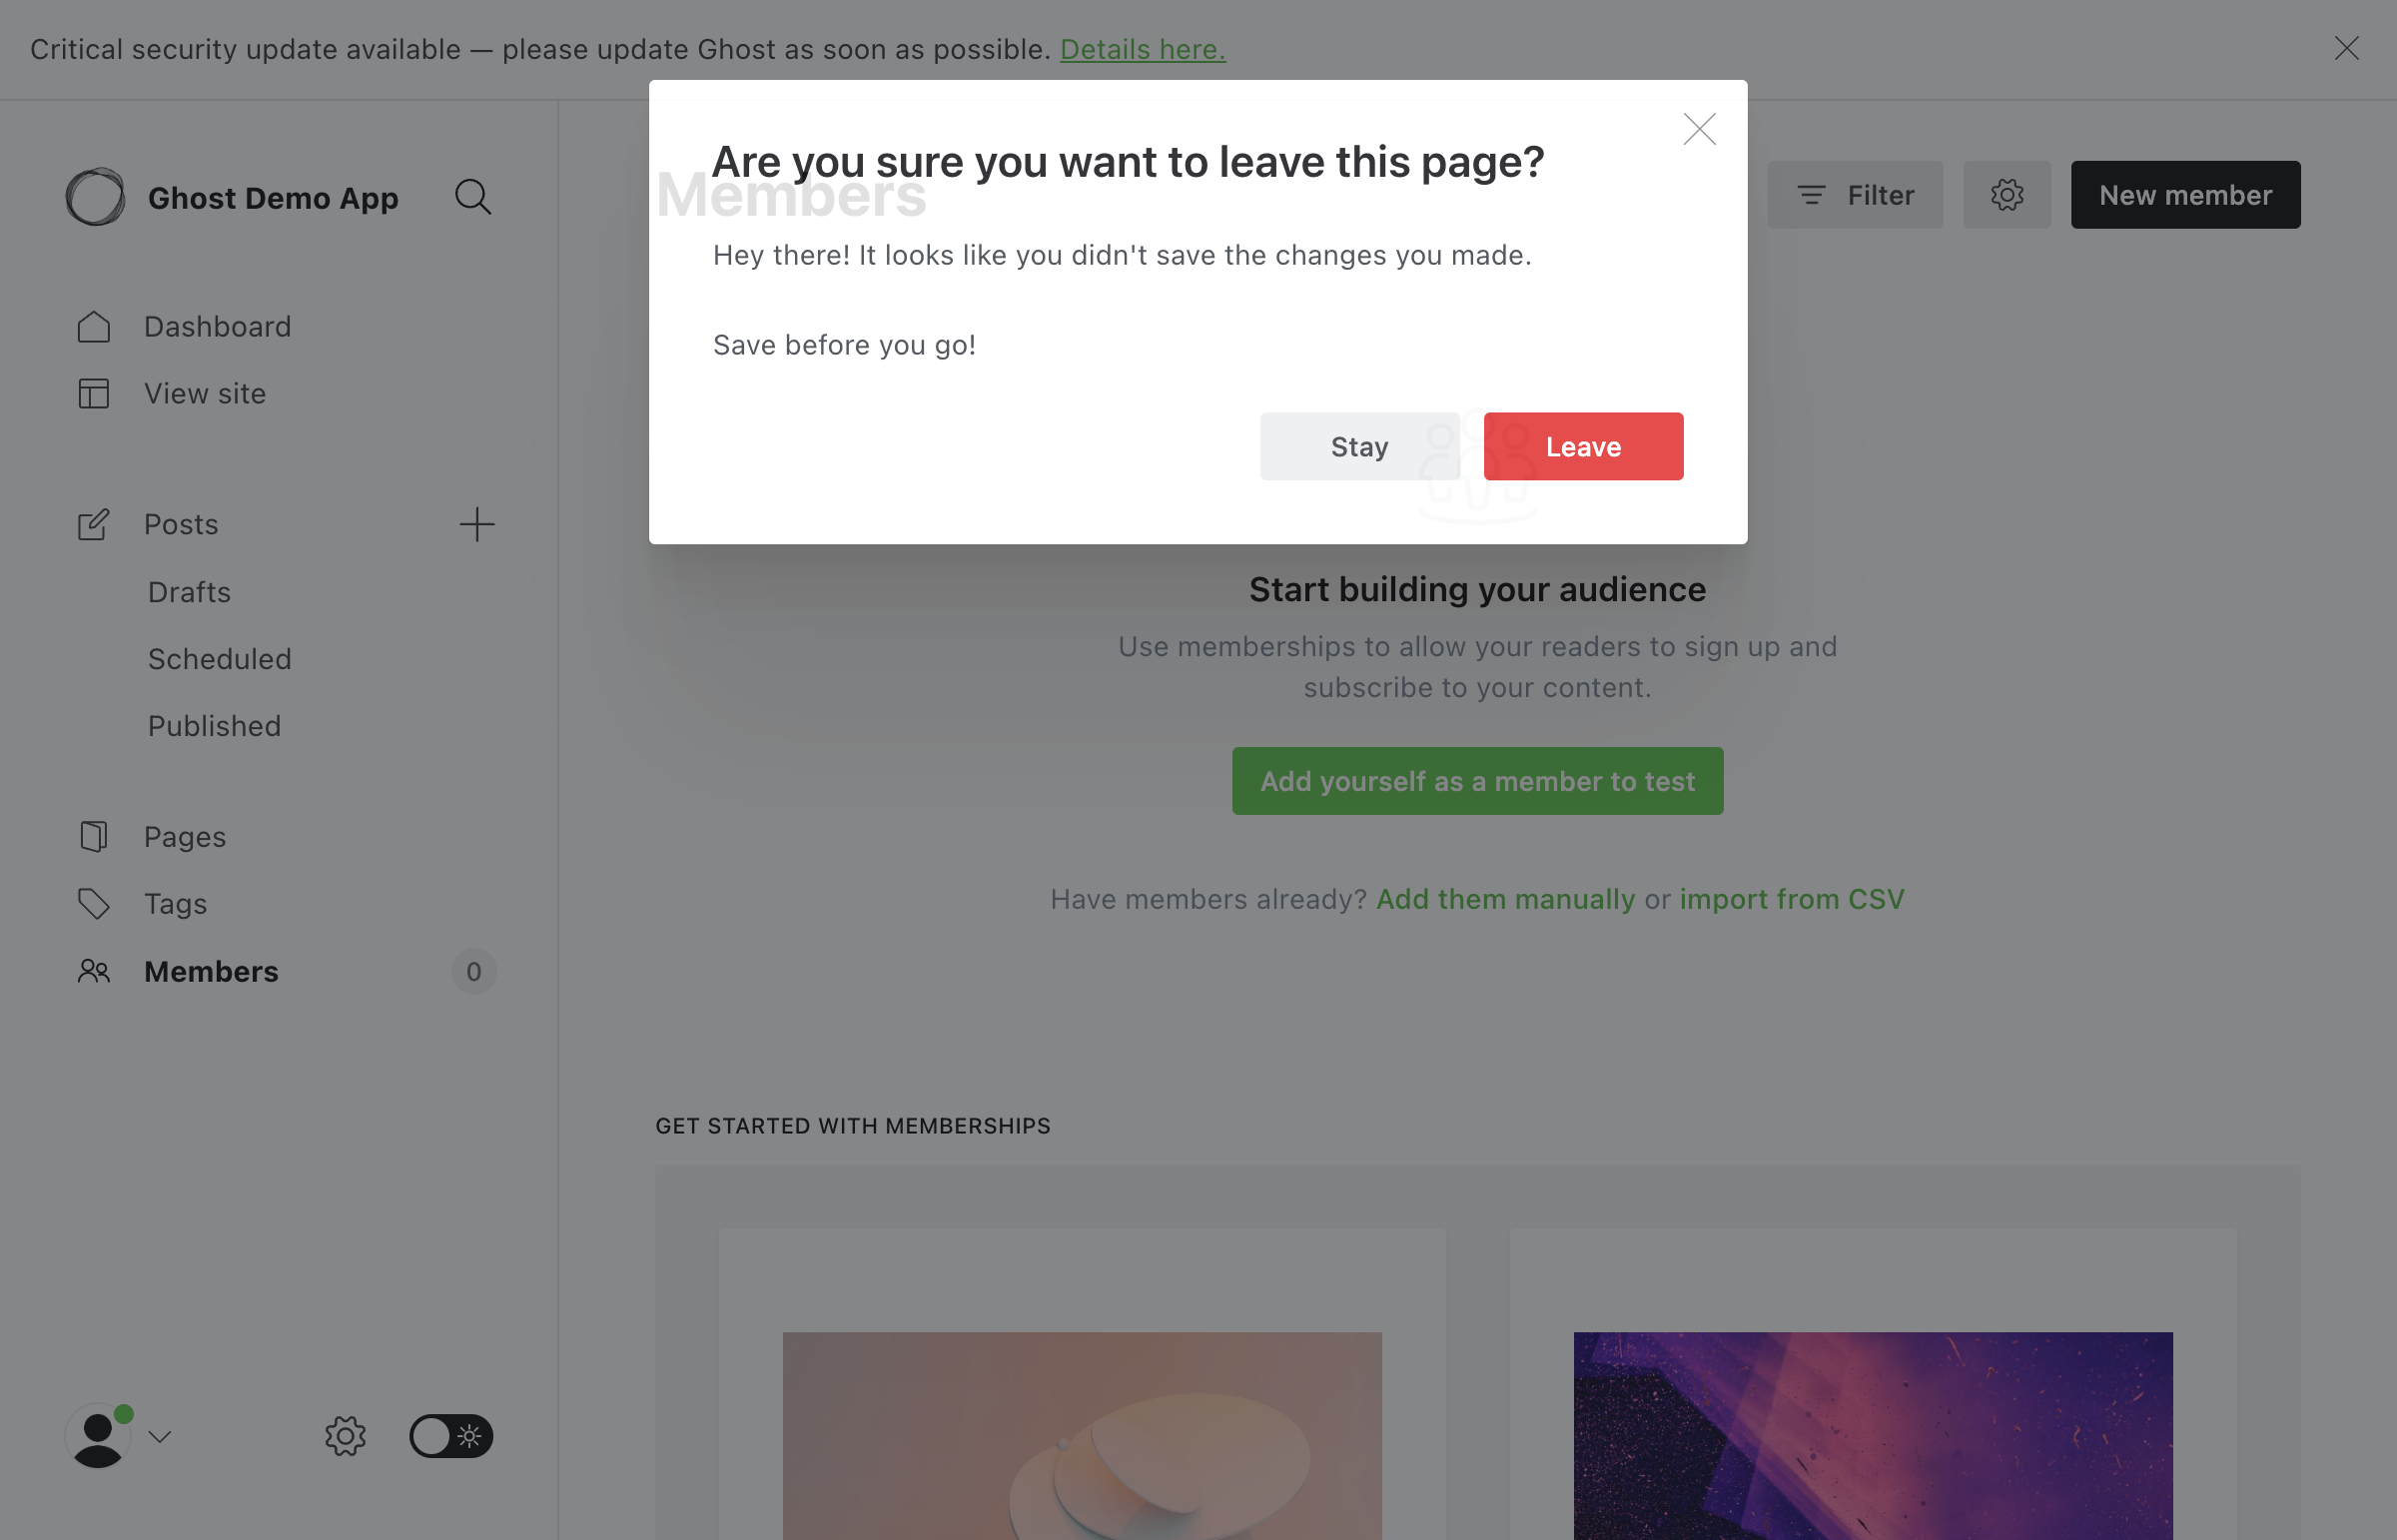 Critical security update available — please update Ghost as soon as possible. Details here.
Ghost Demo App
Dashboard
View site
Posts
Drafts
Scheduled
Published
Pages
Tags
Members 0
Are you sure you want to leave this page?
Members
Hey there! It looks like you didn't save the changes you made.
Save before you go!
Stay
Leave
Filter
New member
Start building your audience
Use memberships to allow your readers to sign up and
subscribe to your content.
Add yourself as a member to test
Have members already? Add them manually or import from CSV
GET STARTED WITH MEMBERSHIPS